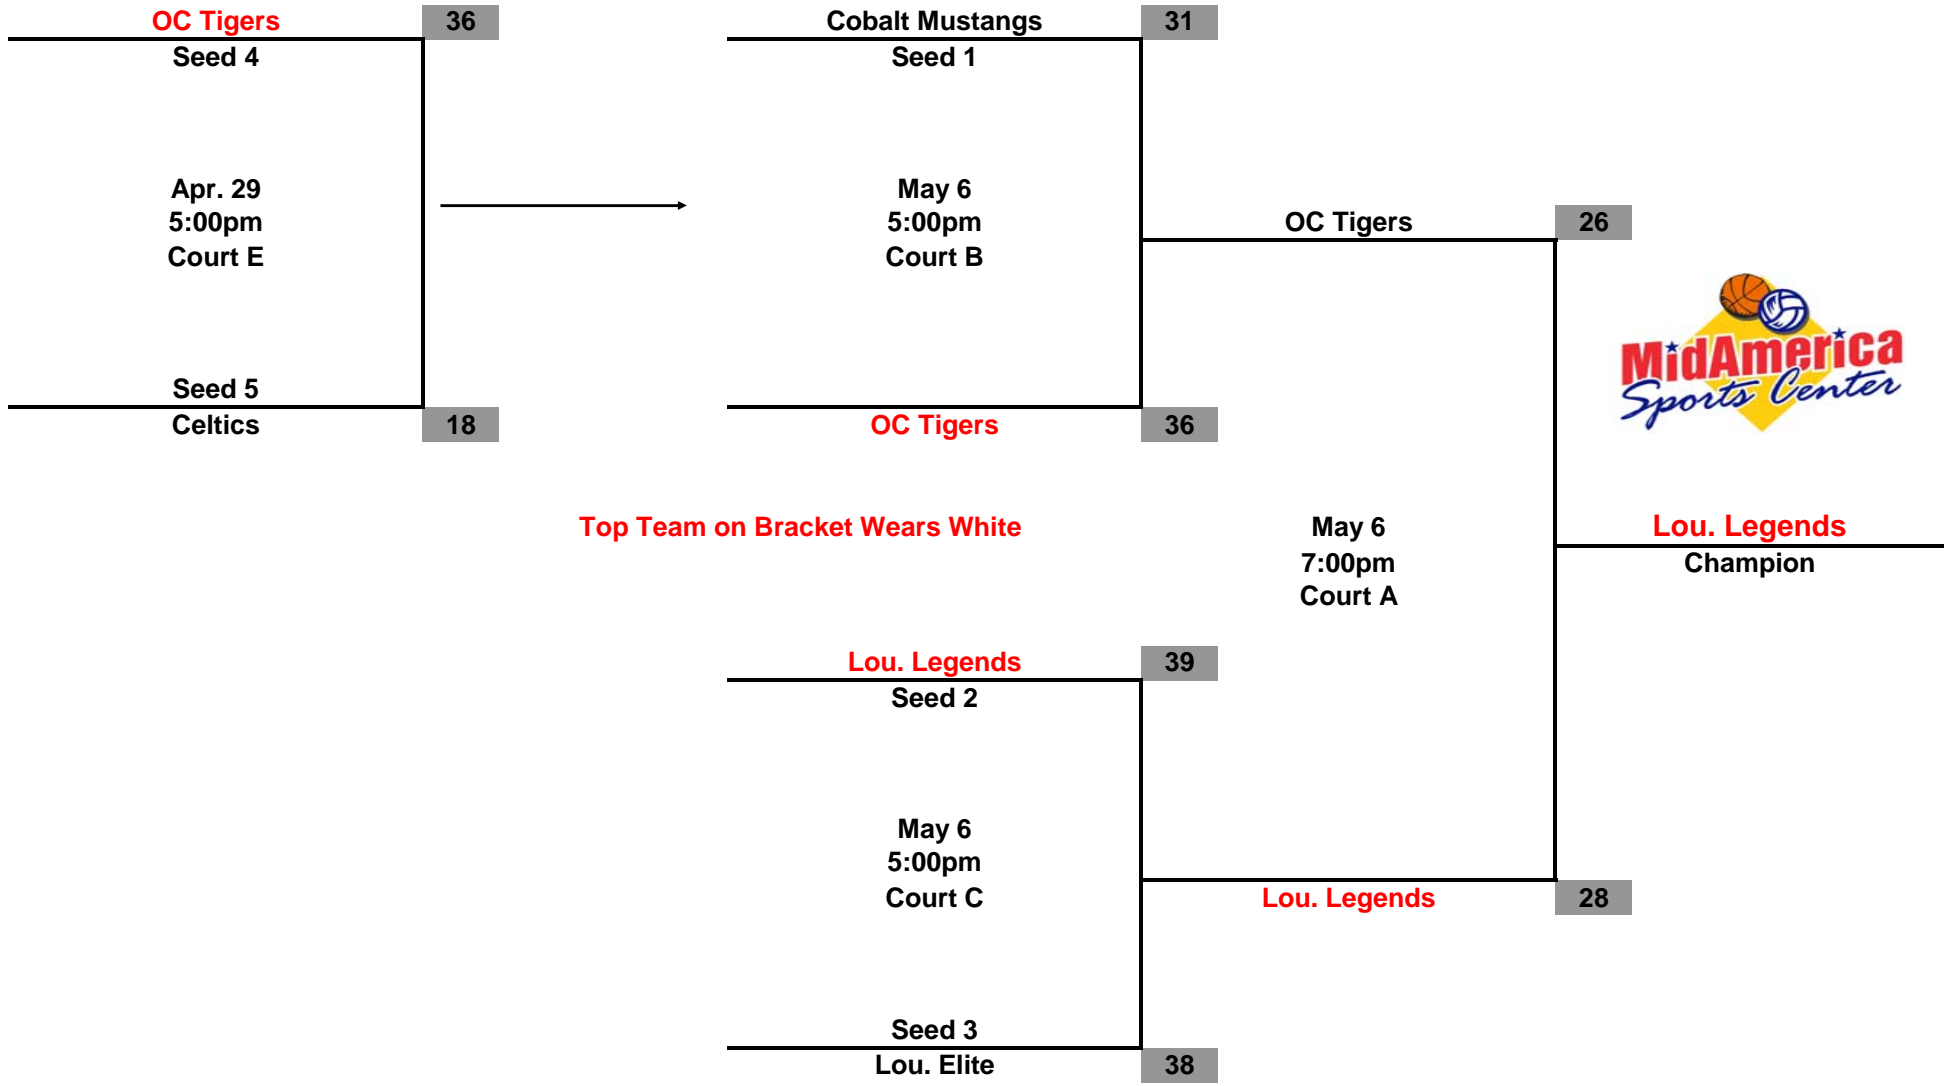 OC Tigers 36 Cobalt Mustangs 31
Seed 4 Seed 1
Apr. 29 May 6
5:00pm 5:00pm OC Tigers 26
Court E Court B
MidAmerica
Sports Center
Seed 5
Celtics 18 OC Tigers 36
Top Team on Bracket Wears White May 6 Lou. Legends
7:00pm Champion
Court A
Lou. Legends 39
Seed 2
May 6
5:00pm
Court C Lou. Legends 28
Seed 3
Lou. Elite 38